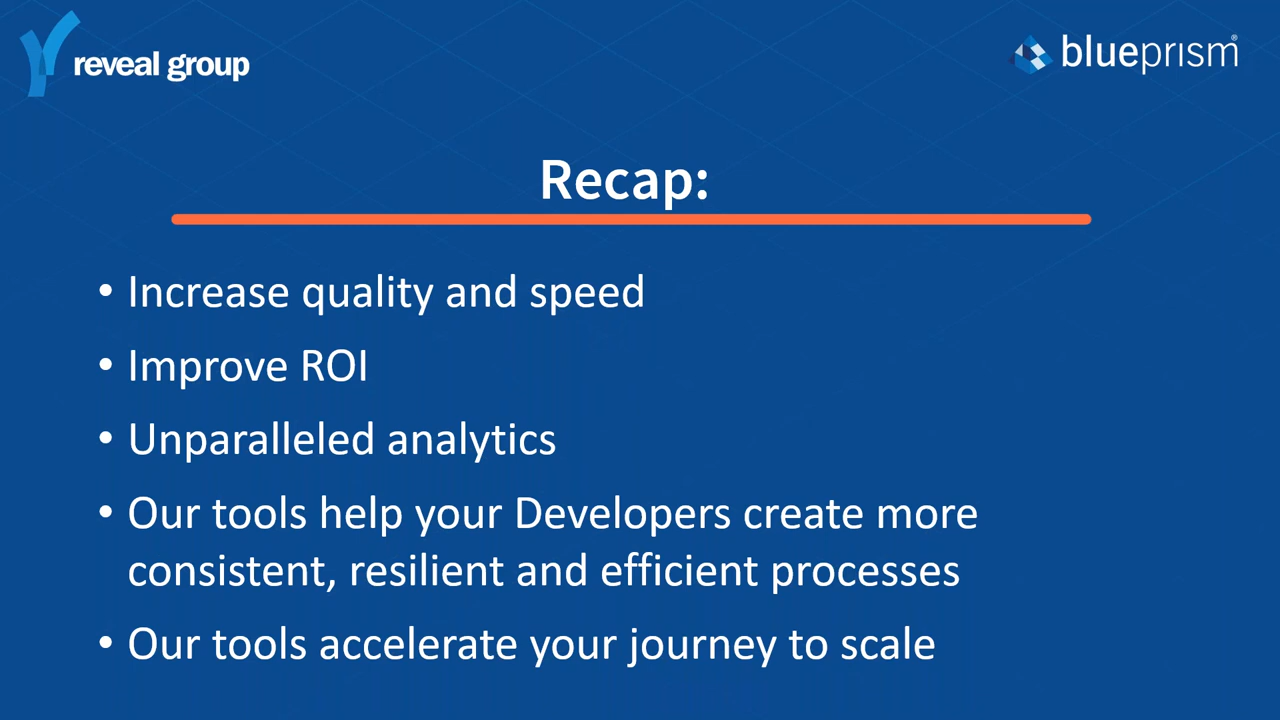 reveal group
blueprism®
Recap:
• Increase quality and speed
• Improve ROI
• Unparalleled analytics
• Our tools help your Developers create more
consistent, resilient and efficient processes
• Our tools accelerate your journey to scale